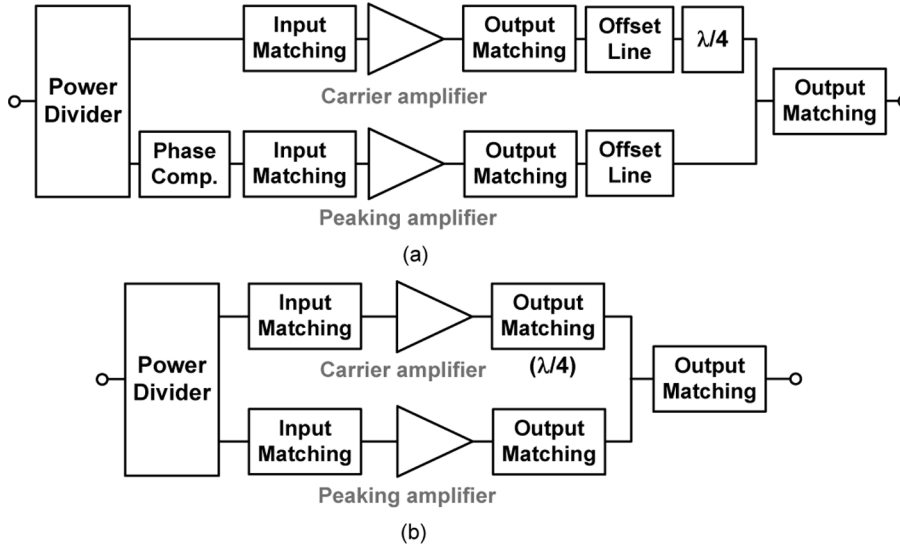 Power
Divider
Input
Matching
Carrier amplifier
Output
Matching
Offset
Line
λ/4
Output
Matching
Phase
Comp.
Input
Matching
Peaking amplifier
Output
Matching
Offset
Line
(a)
Power
Divider
Input
Matching
Carrier amplifier
Output
Matching
(λ/4)
Output
Matching
Input
Matching
Peaking amplifier
Output
Matching
(b)